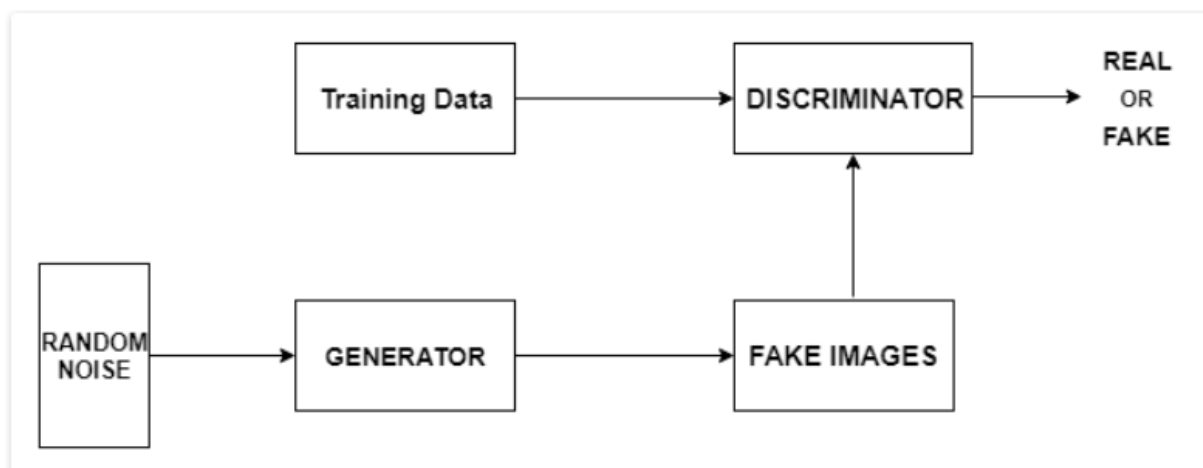 Training Data
DISCRIMINATOR
REAL
OR
FAKE
RANDOM
NOISE
GENERATOR
FAKE IMAGES